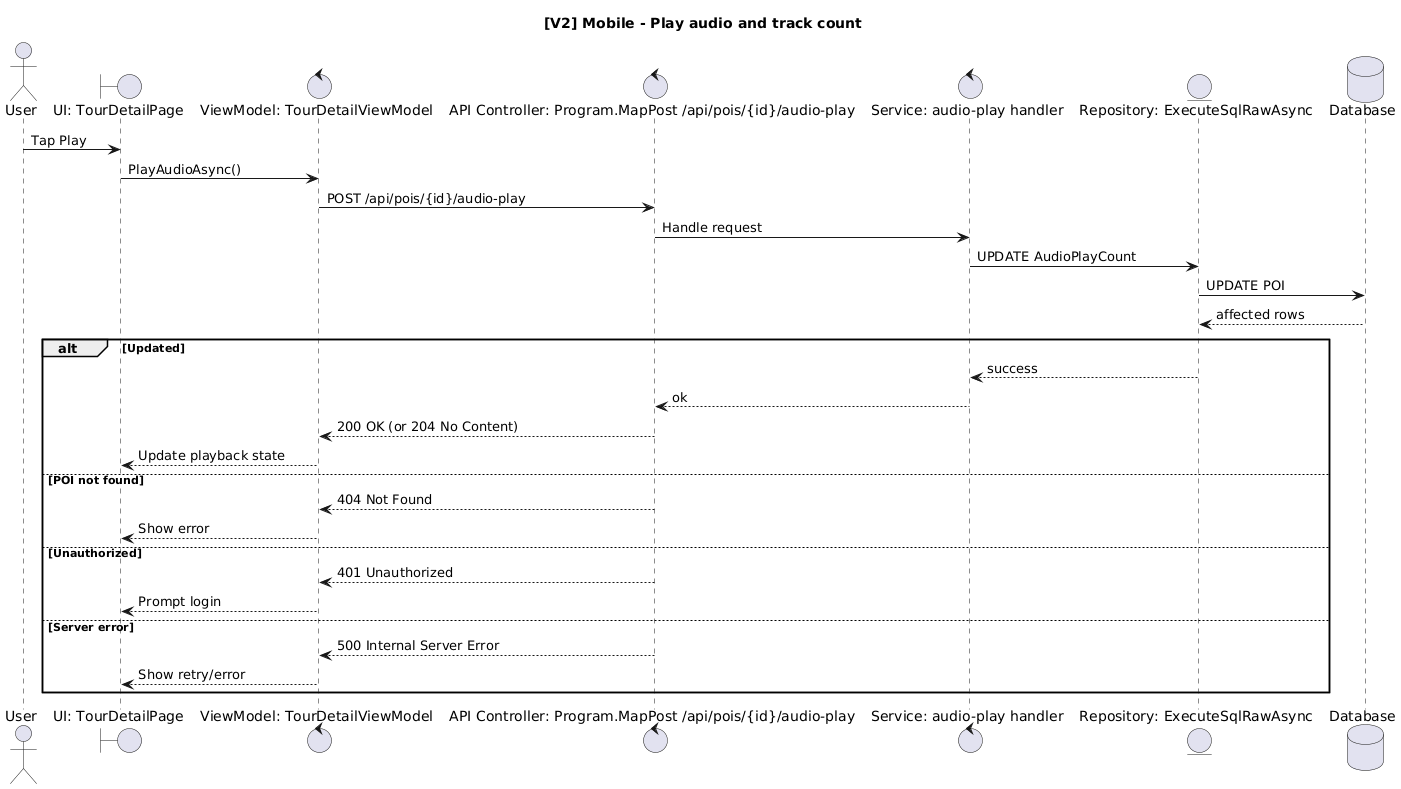 [V2] Mobile - Play audio and track count
User UI: TourDetailPage ViewModel: TourDetailViewModel API Controller: Program.MapPost /api/pois/{id}/audio-play Service: audio-play handler Repository: ExecuteSqlRawAsync Database
Tap Play
PlayAudioAsync()
POST /api/pois/{id}/audio-play
Handle request
UPDATE AudioPlayCount
UPDATE POI
affected rows
alt [Updated]
success
ok
200 OK (or 204 No Content)
Update playback state
[POI not found]
404 Not Found
Show error
[Unauthorized]
401 Unauthorized
Prompt login
[Server error]
500 Internal Server Error
Show retry/error
User UI: TourDetailPage ViewModel: TourDetailViewModel API Controller: Program.MapPost /api/pois/{id}/audio-play Service: audio-play handler Repository: ExecuteSqlRawAsync Database